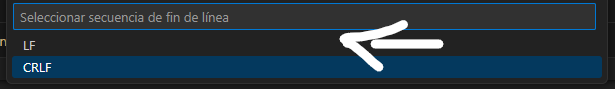 Seleccionar secuencia de fin de línea
LF
CRLF